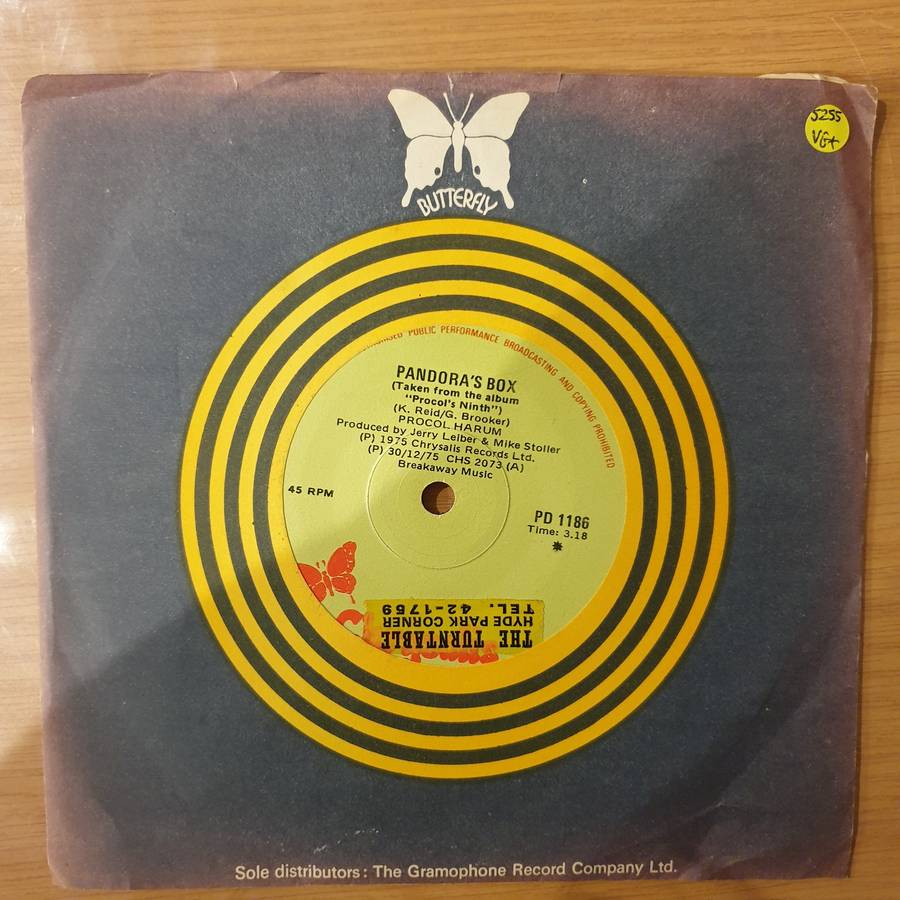 BUTTERFLY
5255
VG+
PUBLIC PERFORMANCE BROADCASTING AND COPYING PROHIBITED
PANDORA'S BOX
(Taken from the album
"Procol's Ninth")
(K. Reid/G. Brooker)
PROCOL HARUM
Produced by Jerry Leiber & Mike Stoller
(P) 1975 Chrysalis Records Ltd.
(P) 30/12/75 CHS 2073 (A)
Breakaway Music
45 RPM
PD 1186
Time: 3.18
*
THE TURNTABLE
HYDE PARK CORNER
TEL. 42-1759
Sole distributors: The Gramophone Record Company Ltd.